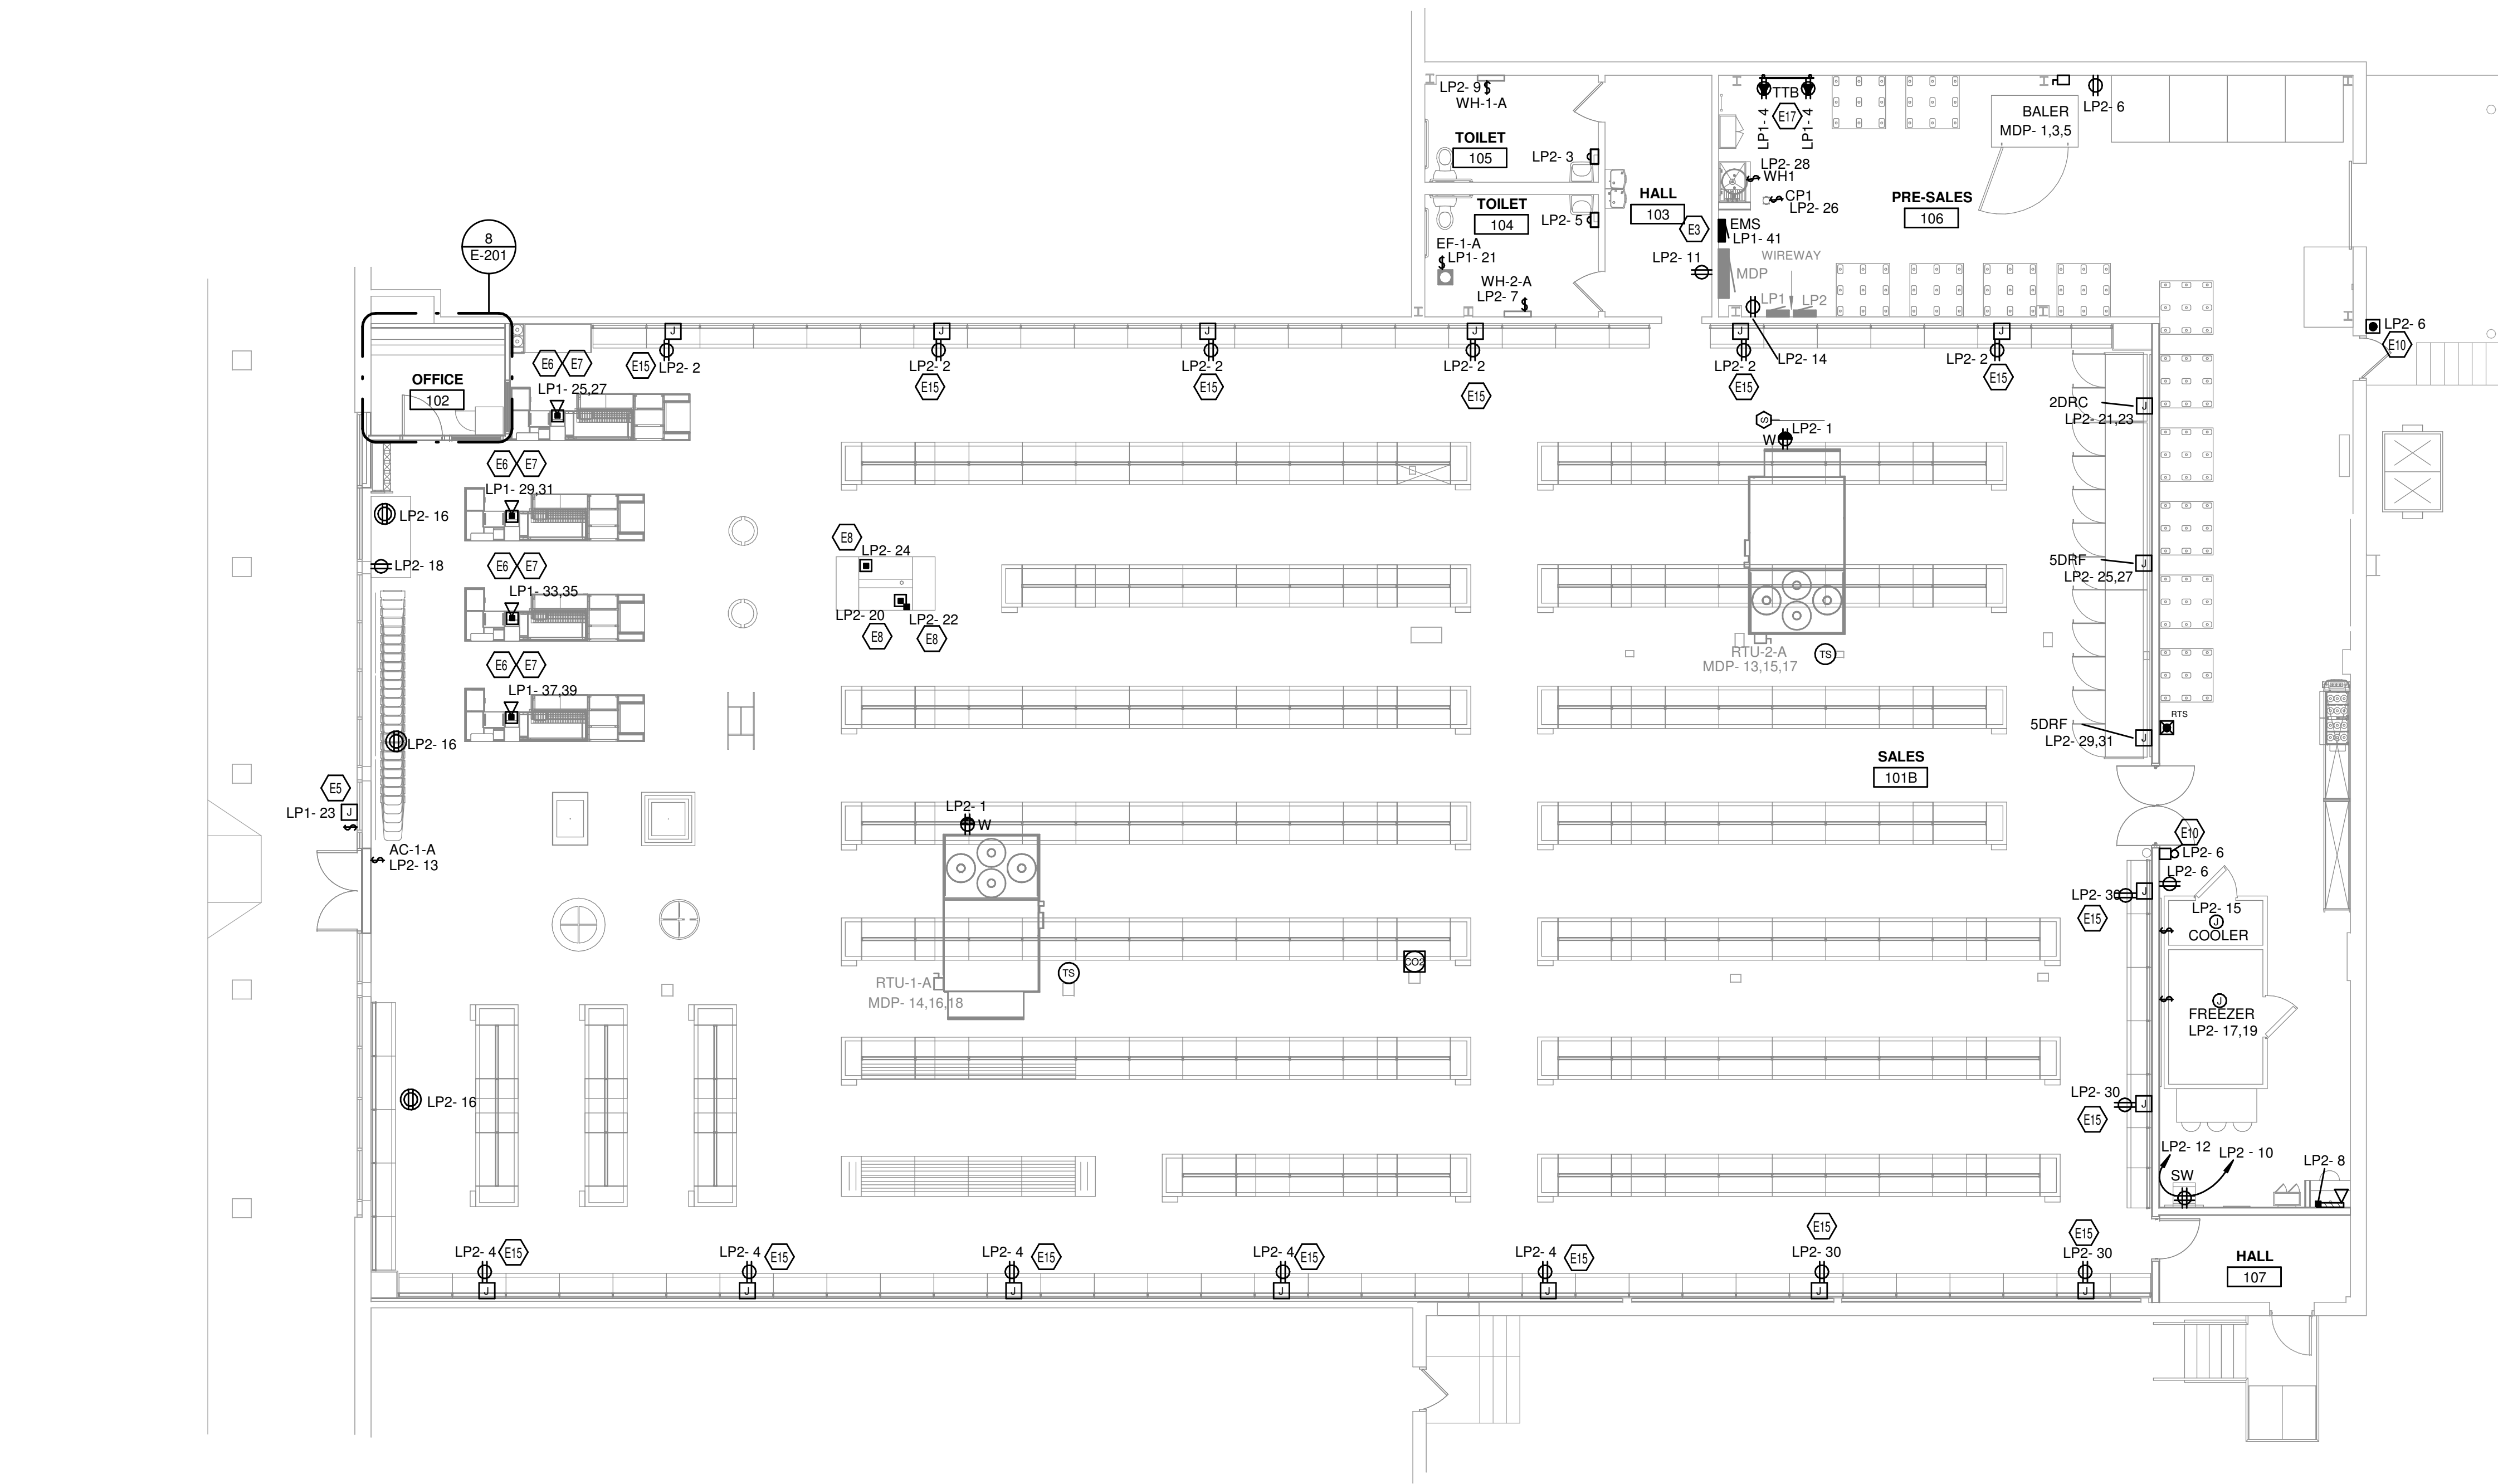 LP2- 9
WH-1-A
TOILET
105
LP2- 3
TOILET
104
LP2- 5
EF-1-A
LP1- 21
WH-2-A
LP2- 7
HALL
103
E3
LP2- 11
TTB
E17
LP1- 4
LP1- 4
LP2- 28
WH1
CP1
LP2- 26
EMS
LP1- 41
WIREWAY
MDP
LP1
LP2
PRE-SALES
106
BALER
MDP- 1,3,5
LP2- 6
LP2- 6
E10
8
E-201
OFFICE
102
E6
E7
LP1- 25,27
E15
J
LP2- 2
J
LP2- 2
E15
J
LP2- 2
E15
J
LP2- 2
E15
J
LP2- 2
E15
LP2- 14
J
LP2- 2
E15
2DRC
J
LP2- 21,23
S
LP2- 1
W
E6
E7
LP1- 29,31
LP2- 16
E8
LP2- 24
5DRF
J
LP2- 25,27
LP2- 18
E6
E7
LP1- 33,35
LP2- 20
E8
LP2- 22
E8
RTU-2-A
MDP- 13,15,17
TS
E6
E7
LP1- 37,39
LP2- 16
RTS
5DRF
J
LP2- 29,31
SALES
101B
E5
LP1- 23
J
AC-1-A
LP2- 13
LP2- 1
W
E10
LP2- 6
LP2- 6
LP2- 30
J
E15
LP2- 15
J
COOLER
CO2
TS
RTU-1-A
MDP- 14,16,18
J
FREEZER
LP2- 17,19
LP2- 16
LP2- 30
J
E15
LP2- 12
LP2 - 10
LP2- 8
SW
LP2- 4
E15
J
LP2- 4
E15
J
LP2- 4
E15
J
LP2- 4
E15
J
LP2- 4
E15
J
E15
LP2- 30
J
E15
LP2- 30
J
HALL
107